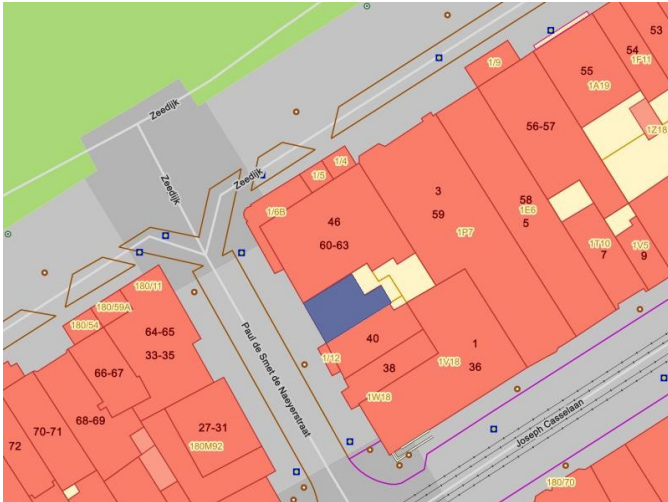 53
54
1F11
55
1A19
1/9
Zeedijk
56-57
1Z18
Zeedijk
Zeedijk
1/4
1/5
3
59
58
1E6
5
1/6B
46
60-63
1P7
1T10
7
1V5
9
180/11
180/59A
180/54
64-65
33-35
40
1/12
38
1V18
1
36
66-67
Paul de Smet de Naeyerstraat
1W18
68-69
70-71
72
27-31
180M92
Joseph Casselaan
180/70